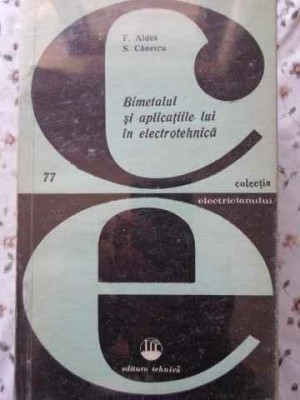 F. Aldea
S. Cănescu
Bimetalul
și aplicațiile lui
în electrotehnică
77
colecția
electricianului
editura tehnică